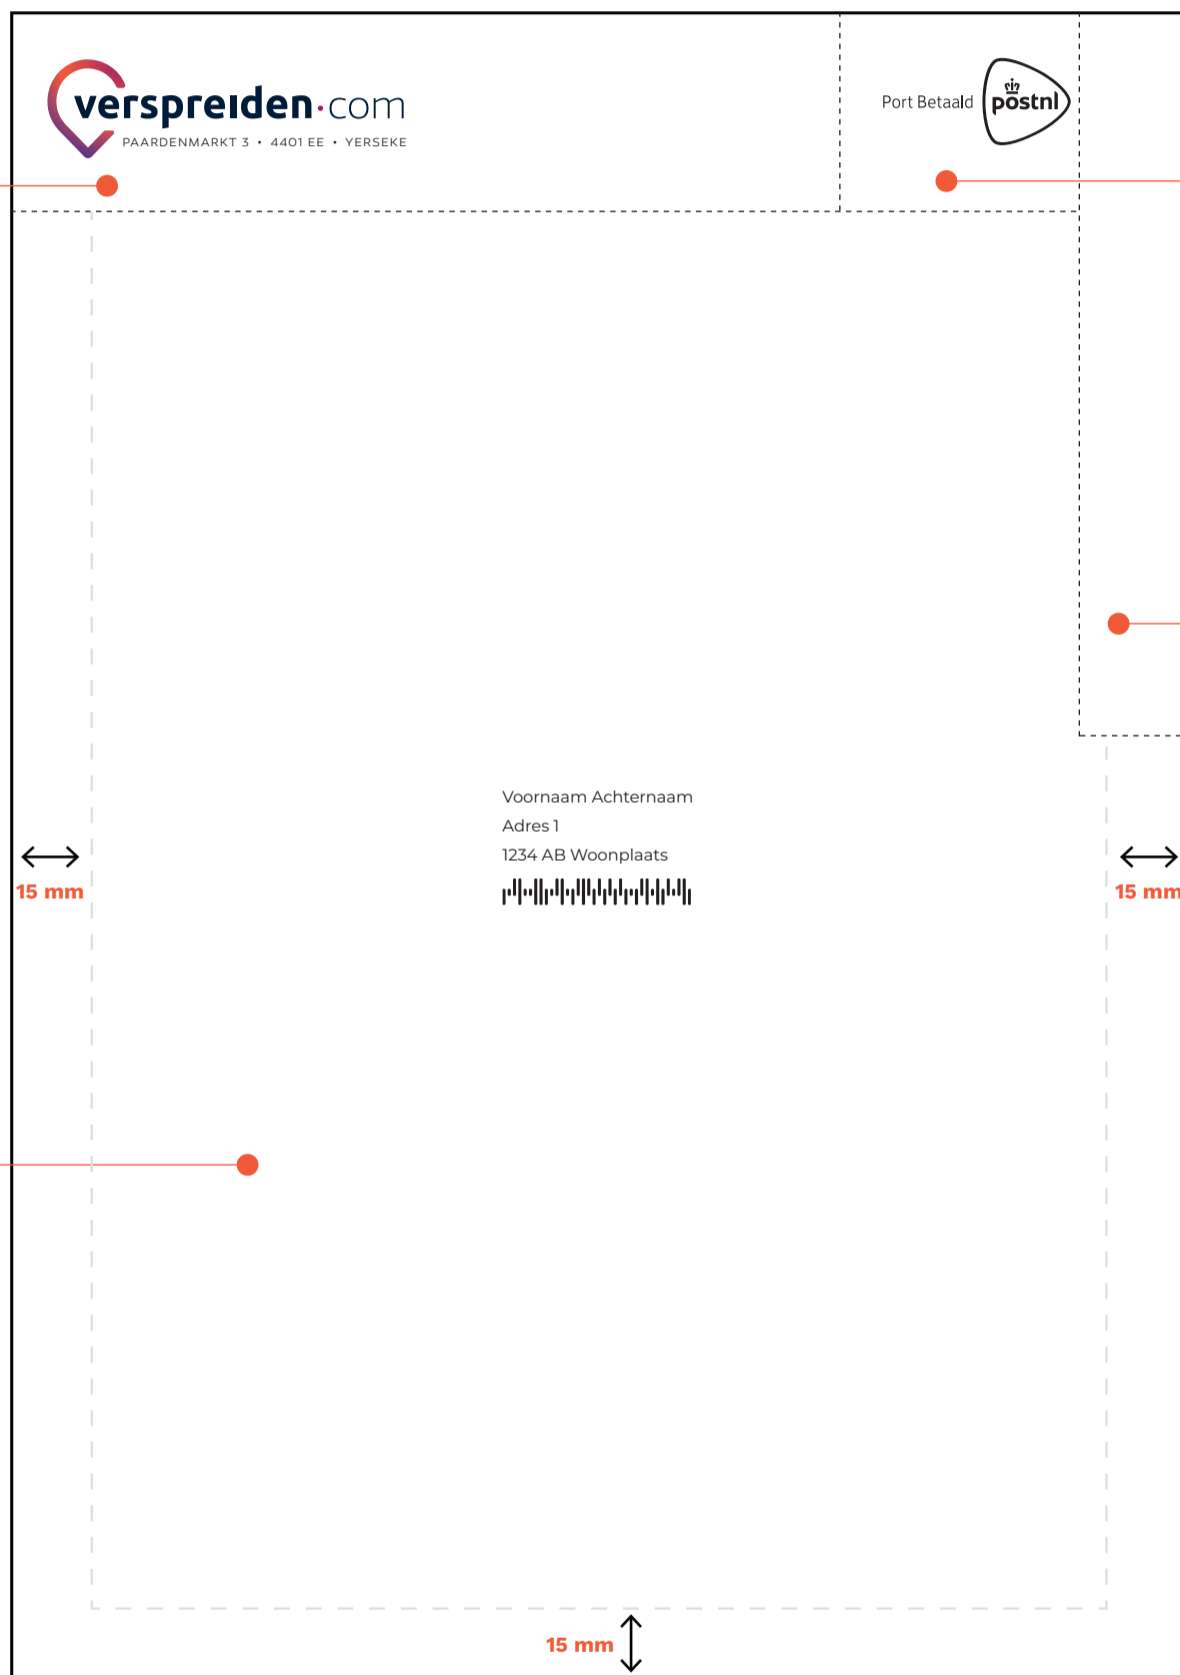 verspreiden.com
PAARDENMARKT 3 • 4401 EE • YERSEKE
Port Betaald
postnl
Voornaam Achternaam
Adres 1
1234 AB Woonplaats
15 mm
15 mm
15 mm